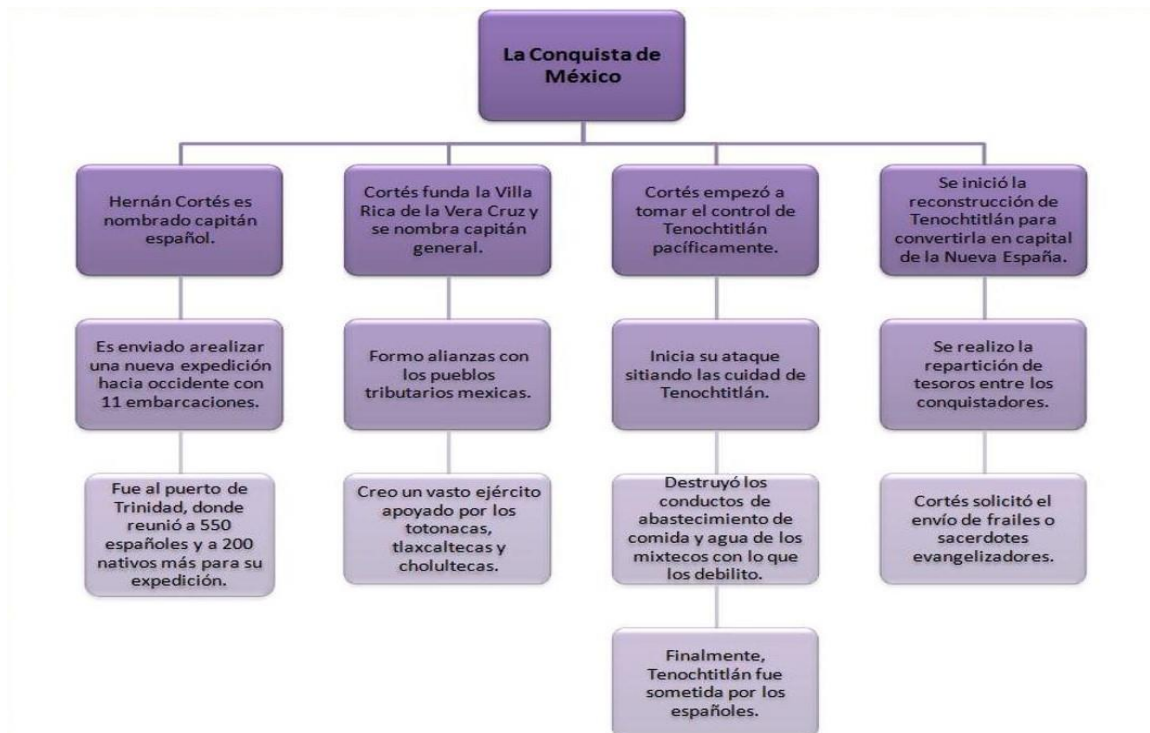 La Conquista de
México
Hernán Cortés es
nombrado capitán
español.
Es enviado arealizar
una nueva expedición
hacia occidente con
11 embarcaciones.
Fue al puerto de
Trinidad, donde
reunió a 550
españoles y a 200
nativos más para su
expedición.
Cortés funda la Villa
Rica de la Vera Cruz y
se nombra capitán
general.
Formo alianzas con
los pueblos
tributarios mexicas.
Creo un vasto ejército
apoyado por los
totonacas,
tlaxcaltecas y
cholultecas.
Cortés empezó a
tomar el control de
Tenochtitlán
pacíficamente.
Inicia su ataque
sitiando las cuidad de
Tenochtitlán.
Destruyó los
conductos de
abastecimiento de
comida y agua de los
mixtecos con lo que
los debilito.
Finalmente,
Tenochtitlán fue
sometida por los
españoles.
Se inició la
reconstrucción de
Tenochtitlán para
convertirla en capital
de la Nueva España.
Se realizo la
repartición de
tesoros entre los
conquistadores.
Cortés solicitó el
envío de frailes o
sacerdotes
evangelizadores.